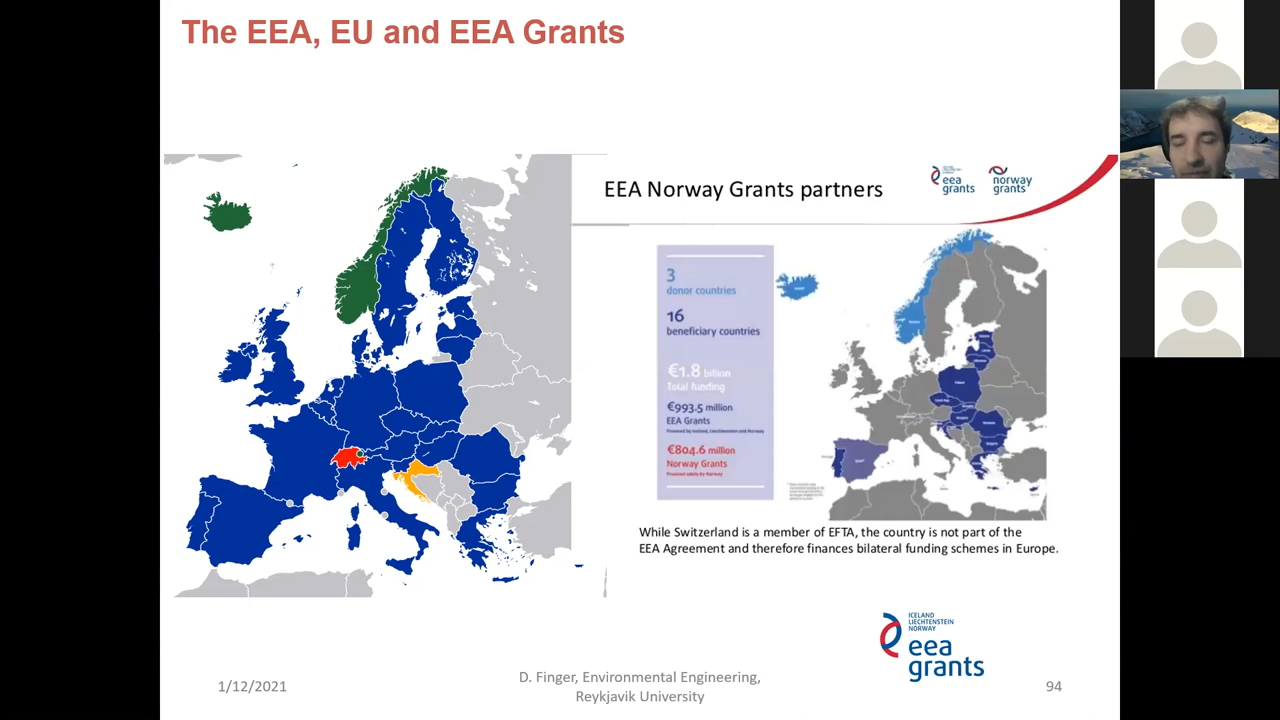 The EEA, EU and EEA Grants
EEA Norway Grants partners
eea
grants
norway
grants
3
donor countries
16
beneficiary countries
€1.8 billion
Total funding
€993.5 million
EEA Grants
Financed by Iceland, Liechtenstein and Norway
€804.6 million
Norway Grants
Financed solely by Norway
Poland
While Switzerland is a member of EFTA, the country is not part of the
EEA Agreement and therefore finances bilateral funding schemes in Europe.
ICELAND
LIECHTENSTEIN
NORWAY
eea
grants
1/12/2021
D. Finger, Environmental Engineering,
Reykjavik University
94